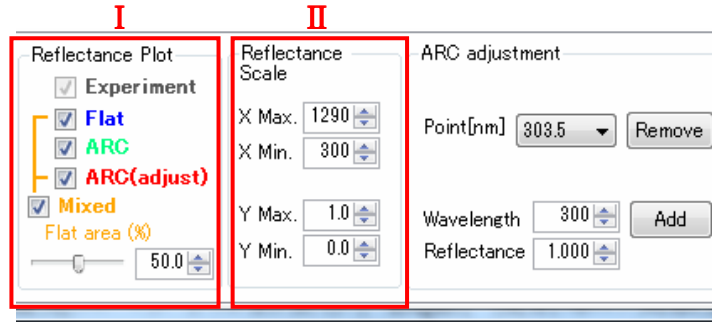 I
II
Reflectance Plot
Experiment
Flat
ARC
ARC(adjust)
Mixed
Flat area (%)
50.0
Reflectance
Scale
X Max. 1290
X Min. 300
Y Max. 1.0
Y Min. 0.0
ARC adjustment
Point[nm] 303.5 Remove
Wavelength 300 Add
Reflectance 1.000